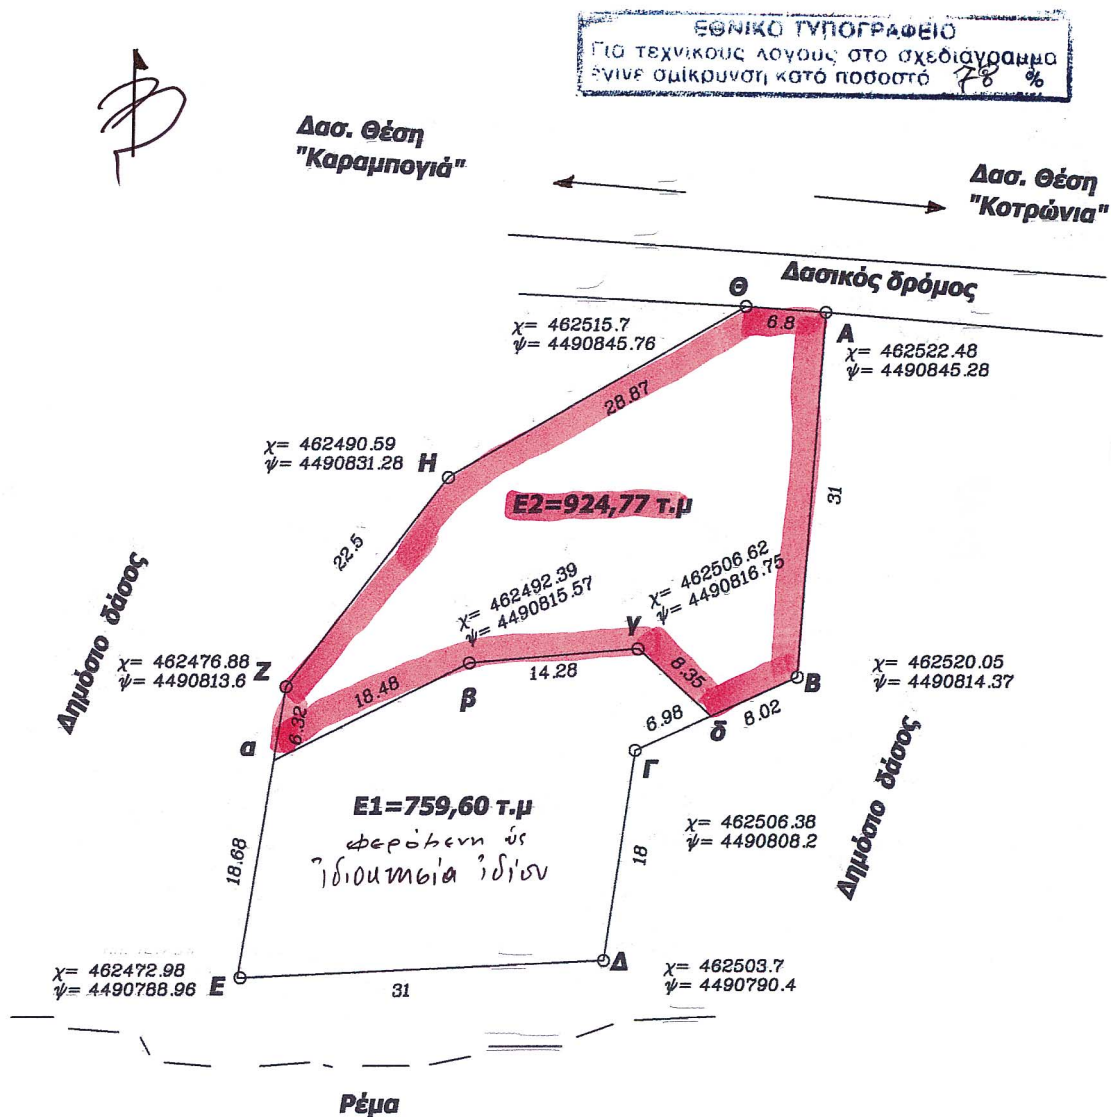 ΕΘΝΙΚΟ ΤΥΠΟΓΡΑΦΕΙΟ
Για τεχνικούς λόγους στο σχεδιάγραμμα
έγινε σμίκρυνση κατά ποσοστό 78 %
Δασ. Θέση
"Καραμπογιά"
Δασ. Θέση
"Κοτρώνια"
Δασικός δρόμος
Θ
6.8
Α
χ= 462515.7
ψ= 4490845.76
χ= 462522.48
ψ= 4490845.28
28.87
χ= 462490.59
ψ= 4490831.28
Η
31
Ε2=924,77 τ.μ
22.5
χ= 462492.39
ψ= 4490815.57
χ= 462506.62
ψ= 4490816.75
Δημόσιο δάσος
χ= 462476.88
ψ= 4490813.6
Ζ
γ
β
14.28
18.48
8.35
Β
χ= 462520.05
ψ= 4490814.37
6.32
α
6.98
δ
8.02
Γ
Δημόσιο δάσος
Ε1=759,60 τ.μ
φερόμενη ως
ιδιοκτησία ιδίου
χ= 462506.38
ψ= 4490808.2
18.68
18
χ= 462472.98
ψ= 4490788.96
Ε
31
Δ
χ= 462503.7
ψ= 4490790.4
Ρέμα